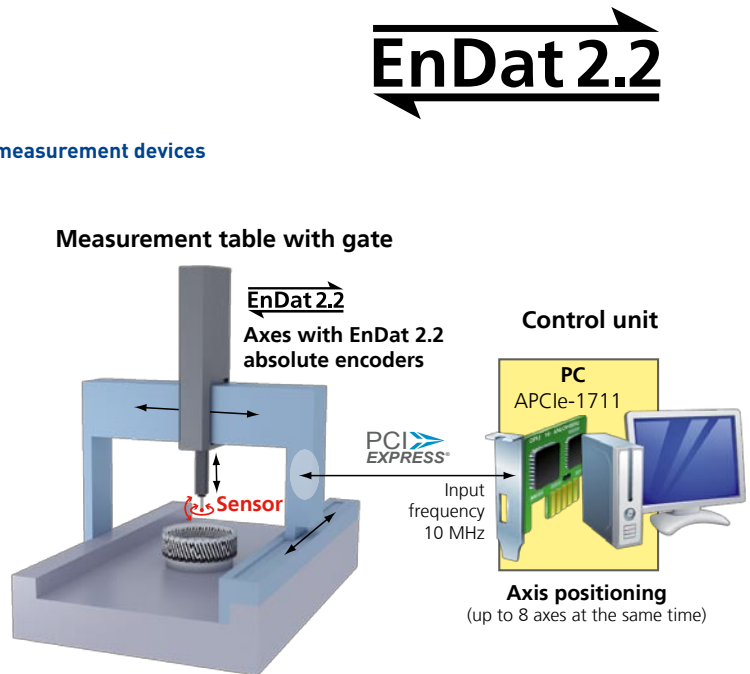 EnDat 2.2
measurement devices
Measurement table with gate
EnDat 2.2
Axes with EnDat 2.2
absolute encoders
Control unit
PC
APCIe-1711
PCI
EXPRESS®
Input
frequency
10 MHz
Sensor
Axis positioning
(up to 8 axes at the same time)